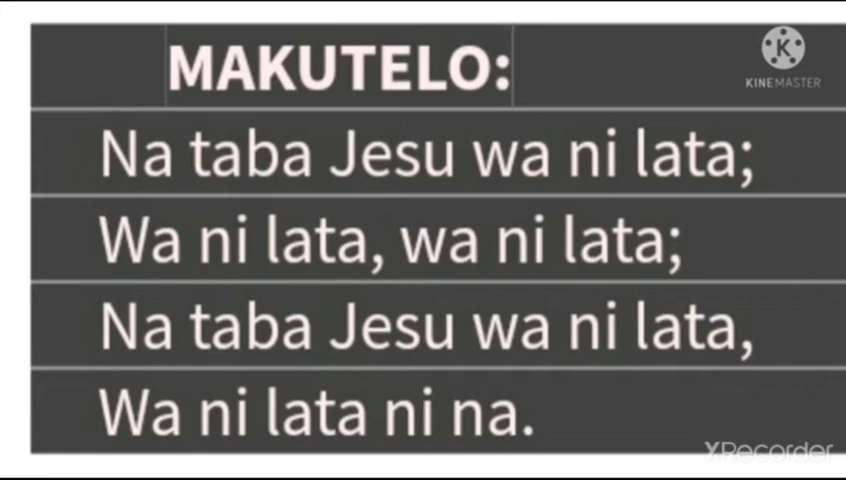 MAKUTELO:
KINEMASTER
Na taba Jesu wa ni lata;
Wa ni lata, wa ni lata;
Na taba Jesu wa ni lata,
Wa ni lata ni na.
XRecorder